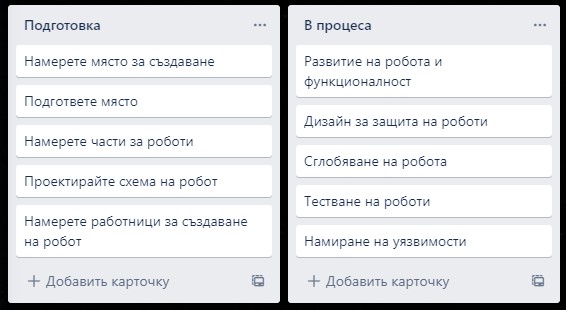 Подготовка
Намерете място за създаване
Подгответе място
Намерете части за роботи
Проектирайте схема на робот
Намерете работници за създаване
на робот
Добавить карточку
В процеса
Развитие на робота и
функционалност
Дизайн за защита на роботи
Сглобяване на робота
Тестване на роботи
Намиране на уязвимости
Добавить карточку